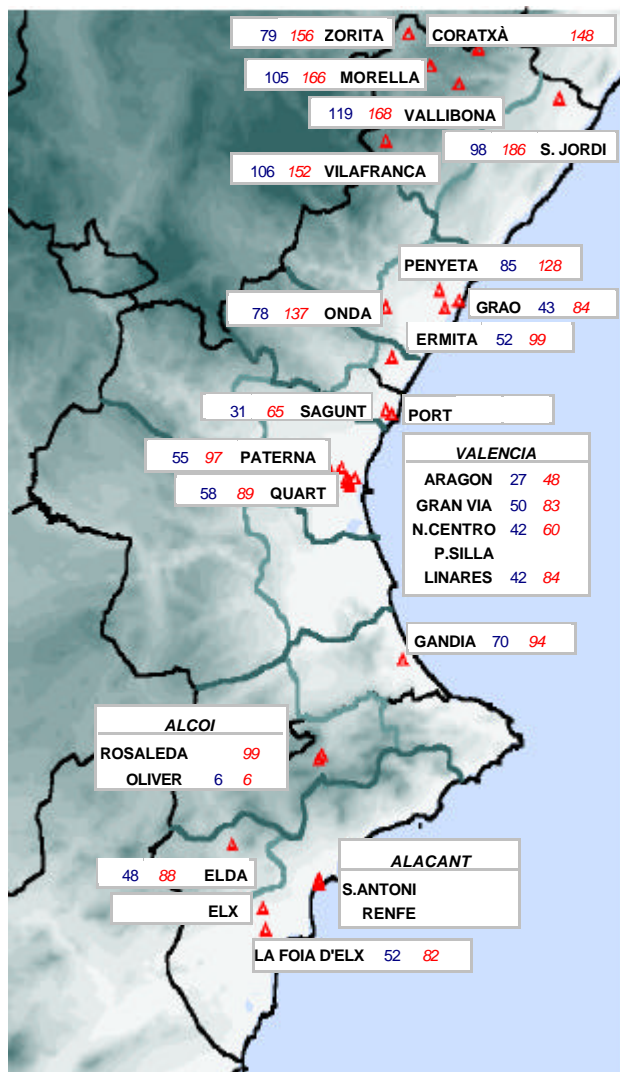 79 156 ZORITA
CORATXÀ 148
105 166 MORELLA
119 168 VALLIBONA
98 186 S. JORDI
106 152 VILAFRANCA
PENYETA 85 128
78 137 ONDA
GRAO 43 84
ERMITA 52 99
31 65 SAGUNT
PORT
55 97 PATERNA
58 89 QUART
VALENCIA
ARAGON 27 48
GRAN VIA 50 83
N.CENTRO 42 60
P.SILLA
LINARES 42 84
GANDIA 70 94
ALCOI
ROSALEDA 99
OLIVER 6 6
48 88 ELDA
ELX
ALACANT
S.ANTONI
RENFE
LA FOIA D'ELX 52 82